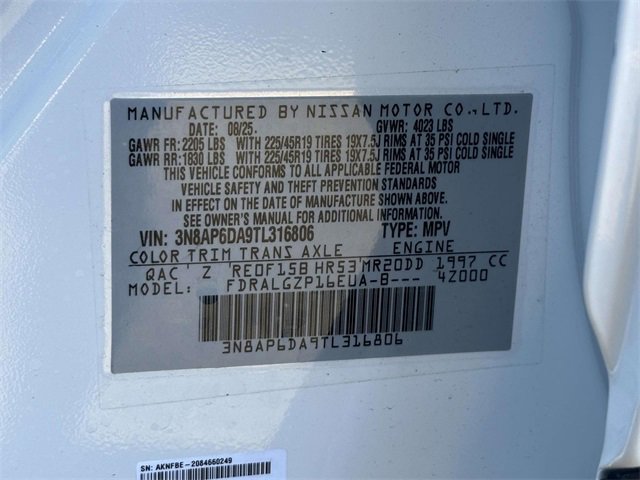 MANUFACTURED BY NISSAN MOTOR CO.,LTD.
DATE: 08/25. GVWR: 4023 LBS
GAWR FR: 2205 LBS WITH 225/45R19 TIRES 19X7.5J RIMS AT 35 PSI COLD SINGLE
GAWR RR: 1830 LBS WITH 225/45R19 TIRES 19X7.5J RIMS AT 35 PSI COLD SINGLE
THIS VEHICLE CONFORMS TO ALL APPLICABLE FEDERAL MOTOR
VEHICLE SAFETY AND THEFT PREVENTION STANDARDS
IN EFFECT ON THE DATE OF MANUFACTURE SHOWN ABOVE.
SEE OWNER'S MANUAL FOR ADDITIONAL INFORMATION.
VIN: 3N8AP6DA9TL316806 TYPE: MPV
COLOR TRIM TRANS AXLE ENGINE
QAC Z RE0F15B HR53 MR20DD 1997 CC
MODEL: FDRALGZP16EUA-B--- 42000
3N8AP6DA9TL316806
SN: AKNFBE-2084660249